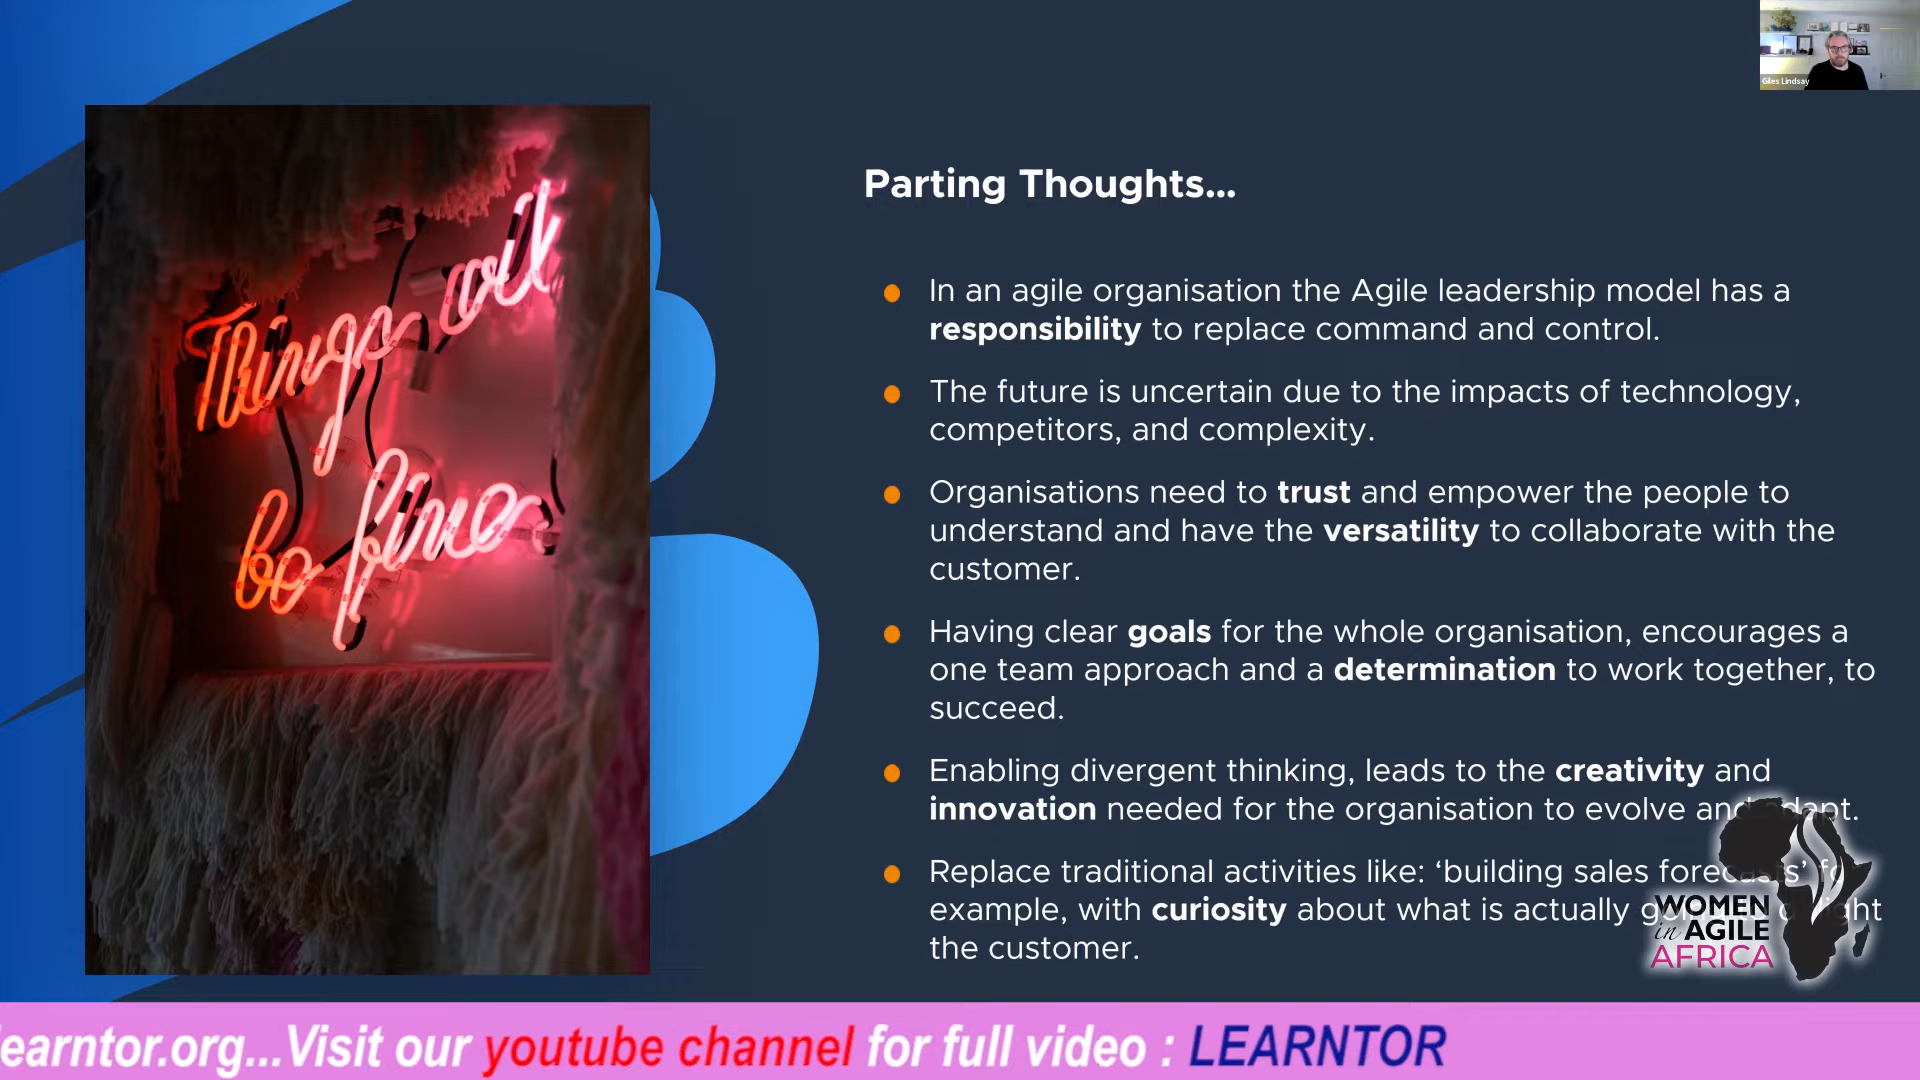 Giles Lindsay
Things will
be fine
Parting Thoughts...
In an agile organisation the Agile leadership model has a
responsibility to replace command and control.
The future is uncertain due to the impacts of technology,
competitors, and complexity.
Organisations need to trust and empower the people to
understand and have the versatility to collaborate with the
customer.
Having clear goals for the whole organisation, encourages a
one team approach and a determination to work together, to
succeed.
Enabling divergent thinking, leads to the creativity and
innovation needed for the organisation to evolve and adapt.
Replace traditional activities like: ‘building sales forecasts’ for
example, with curiosity about what is actually
the customer.
WOMEN
in AGILE
AFRICA
earntor.org...Visit our youtube channel for full video : LEARNTOR